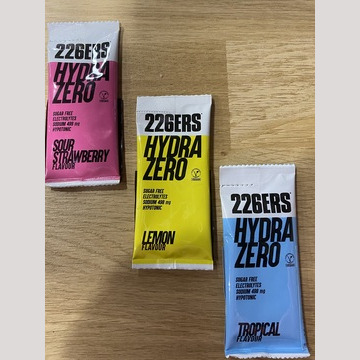 226ERS
HYDRA
ZERO
SUGAR FREE
ELECTROLYTES
SODIUM 400 mg
HYPOTONIC
SOUR
STRAWBERRY
FLAVOUR
226ERS
HYDRA
ZERO
SUGAR FREE
ELECTROLYTES
SODIUM 400 mg
HYPOTONIC
LEMON
FLAVOUR
226ERS
HYDRA
ZERO
SUGAR FREE
ELECTROLYTES
SODIUM 400 mg
HYPOTONIC
TROPICAL
FLAVOUR